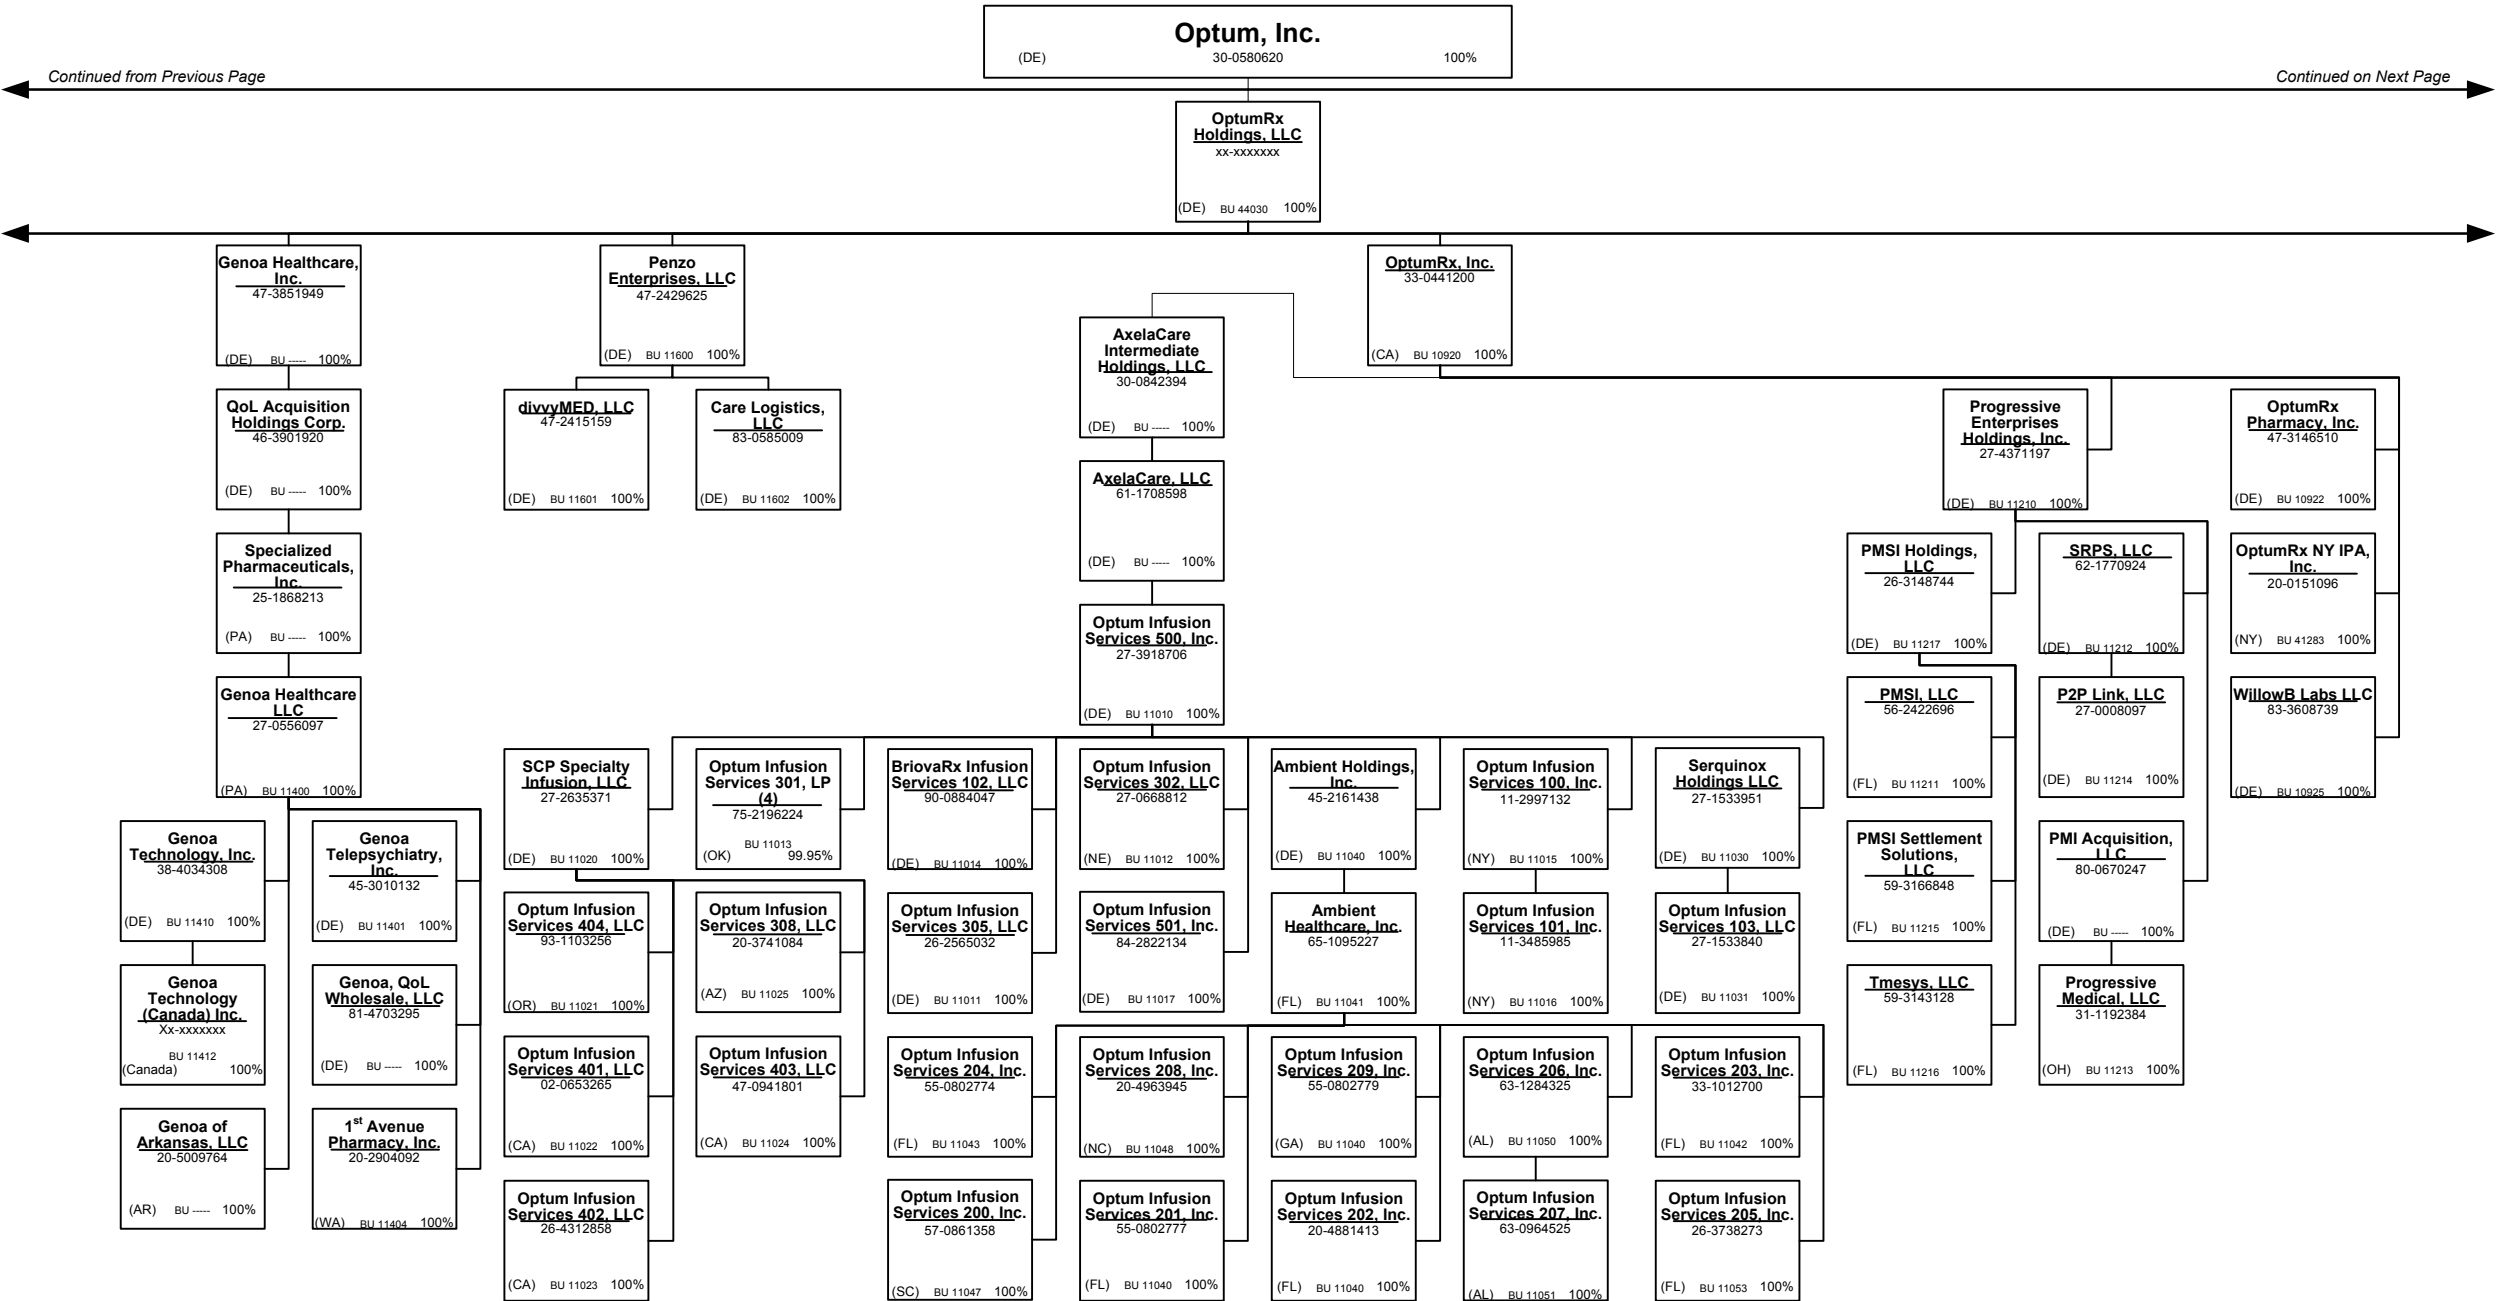 Optum, Inc.
(DE) 30-0580620 100%
Continued from Previous Page
Continued on Next Page
OptumRx
Holdings, LLC
xx-xxxxxxx
(DE) BU 44030 100%
Genoa Healthcare,
Inc.
47-3851949
(DE) BU ----- 100%
Penzo
Enterprises, LLC
47-2429625
(DE) BU 11600 100%
OptumRx, Inc.
33-0441200
(CA) BU 10920 100%
AxelaCare
Intermediate
Holdings, LLC
30-0842394
(DE) BU ----- 100%
QoL Acquisition
Holdings Corp.
46-3901920
(DE) BU ----- 100%
divvyMED, LLC
47-2415159
(DE) BU 11601 100%
Care Logistics,
LLC
83-0585009
(DE) BU 11602 100%
Progressive
Enterprises
Holdings, Inc.
27-4371197
(DE) BU 11210 100%
OptumRx
Pharmacy, Inc.
47-3146510
(DE) BU 10922 100%
AxelaCare, LLC
61-1708598
(DE) BU ----- 100%
Specialized
Pharmaceuticals,
Inc.
25-1868213
(PA) BU ----- 100%
PMSI Holdings,
LLC
26-3148744
(DE) BU 11217 100%
SRPS, LLC
62-1770924
(DE) BU 11212 100%
OptumRx NY IPA,
Inc.
20-0151096
(NY) BU 41283 100%
Optum Infusion
Services 500, Inc.
27-3918706
(DE) BU 11010 100%
Genoa Healthcare
LLC
27-0556097
(PA) BU 11400 100%
PMSI, LLC
56-2422696
(FL) BU 11211 100%
P2P Link, LLC
27-0008097
(DE) BU 11214 100%
WillowB Labs LLC
83-3608739
(DE) BU 10925 100%
SCP Specialty
Infusion, LLC
27-2635371
(DE) BU 11020 100%
Optum Infusion
Services 301, LP
(4)
75-2196224
BU 11013
(OK) 99.95%
BriovaRx Infusion
Services 102, LLC
90-0884047
(DE) BU 11014 100%
Optum Infusion
Services 302, LLC
27-0668812
(NE) BU 11012 100%
Ambient Holdings,
Inc.
45-2161438
(DE) BU 11040 100%
Optum Infusion
Services 100, Inc.
11-2997132
(NY) BU 11015 100%
Serquinox
Holdings LLC
27-1533951
(DE) BU 11030 100%
Genoa
Technology, Inc.
38-4034308
(DE) BU 11410 100%
Genoa
Telepsychiatry,
Inc.
45-3010132
(DE) BU 11401 100%
PMSI Settlement
Solutions,
LLC
59-3166848
(FL) BU 11215 100%
PMI Acquisition,
LLC
80-0670247
(DE) BU ----- 100%
Optum Infusion
Services 404, LLC
93-1103256
(OR) BU 11021 100%
Optum Infusion
Services 308, LLC
20-3741084
(AZ) BU 11025 100%
Optum Infusion
Services 305, LLC
26-2565032
(DE) BU 11011 100%
Optum Infusion
Services 501, Inc.
84-2822134
(DE) BU 11017 100%
Ambient
Healthcare, Inc.
65-1095227
(FL) BU 11041 100%
Optum Infusion
Services 101, Inc.
11-3485985
(NY) BU 11016 100%
Optum Infusion
Services 103, LLC
27-1533840
(DE) BU 11031 100%
Genoa
Technology
(Canada) Inc.
Xx-xxxxxxx
BU 11412
(Canada) 100%
Genoa, QoL
Wholesale, LLC
81-4703295
(DE) BU ----- 100%
Tmesys, LLC
59-3143128
(FL) BU 11216 100%
Progressive
Medical, LLC
31-1192384
(OH) BU 11213 100%
Optum Infusion
Services 401, LLC
02-0653265
(CA) BU 11022 100%
Optum Infusion
Services 403, LLC
47-0941801
(CA) BU 11024 100%
Optum Infusion
Services 204, Inc.
55-0802774
(FL) BU 11043 100%
Optum Infusion
Services 208, Inc.
20-4963945
(NC) BU 11048 100%
Optum Infusion
Services 209, Inc.
55-0802779
(GA) BU 11040 100%
Optum Infusion
Services 206, Inc.
63-1284325
(AL) BU 11050 100%
Optum Infusion
Services 203, Inc.
33-1012700
(FL) BU 11042 100%
Genoa of
Arkansas, LLC
20-5009764
(AR) BU ----- 100%
1st Avenue
Pharmacy, Inc.
20-2904092
(WA) BU 11404 100%
Optum Infusion
Services 402, LLC
26-4312858
(CA) BU 11023 100%
Optum Infusion
Services 200, Inc.
57-0861358
(SC) BU 11047 100%
Optum Infusion
Services 201, Inc.
55-0802777
(FL) BU 11040 100%
Optum Infusion
Services 202, Inc.
20-4881413
(FL) BU 11040 100%
Optum Infusion
Services 207, Inc.
63-0964525
(AL) BU 11051 100%
Optum Infusion
Services 205, Inc.
26-3738273
(FL) BU 11053 100%